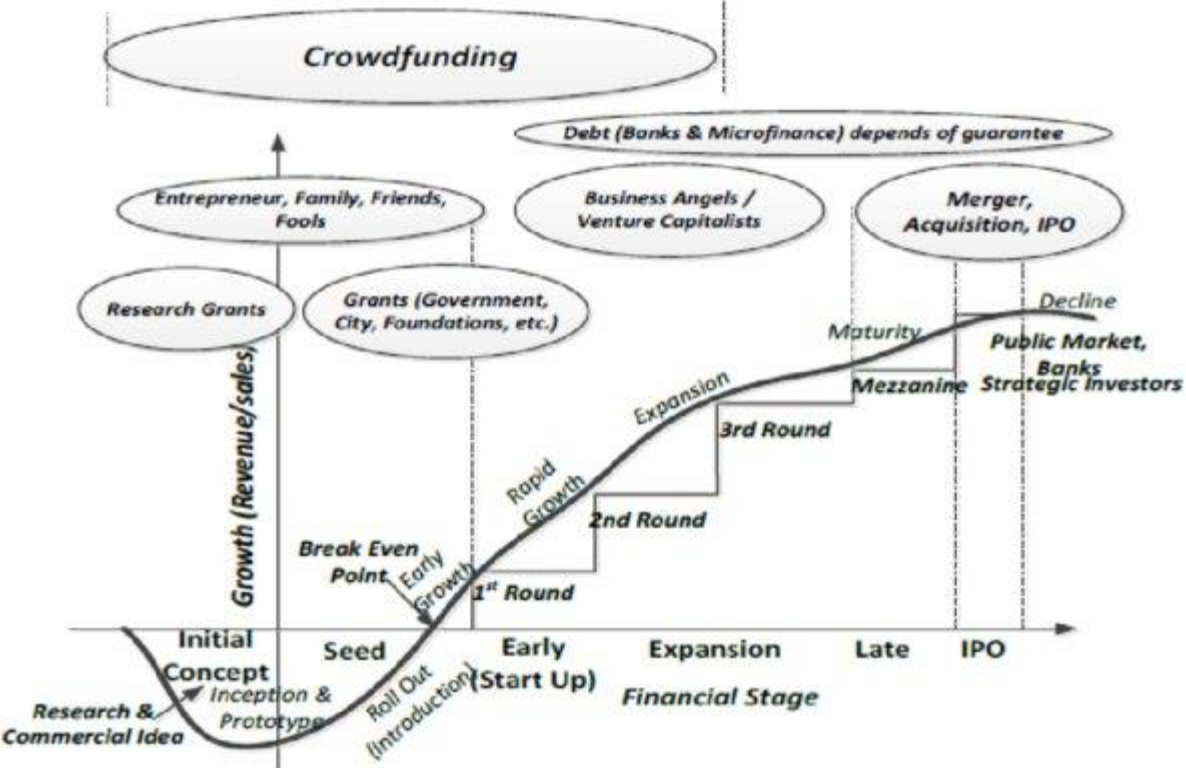 Crowdfunding
Debt (Banks & Microfinance) depends of guarantee
Entrepreneur, Family, Friends,
Fools
Business Angels /
Venture Capitalists
Merger,
Acquisition, IPO
Research Grants
Grants (Government,
City, Foundations, etc.)
Growth (Revenue/sales,
Decline
Maturity
Public Market,
Banks
Strategic Investors
Mezzanine
Expansion
3rd Round
Rapid
Growth
2nd Round
Break Even
Point
Early
Growth
1st Round
Initial
Concept
Seed
Early
(Start Up)
Expansion
Late
IPO
Financial Stage
Inception &
Prototype
Roll Out
(Introduction)
Research &
Commercial Idea